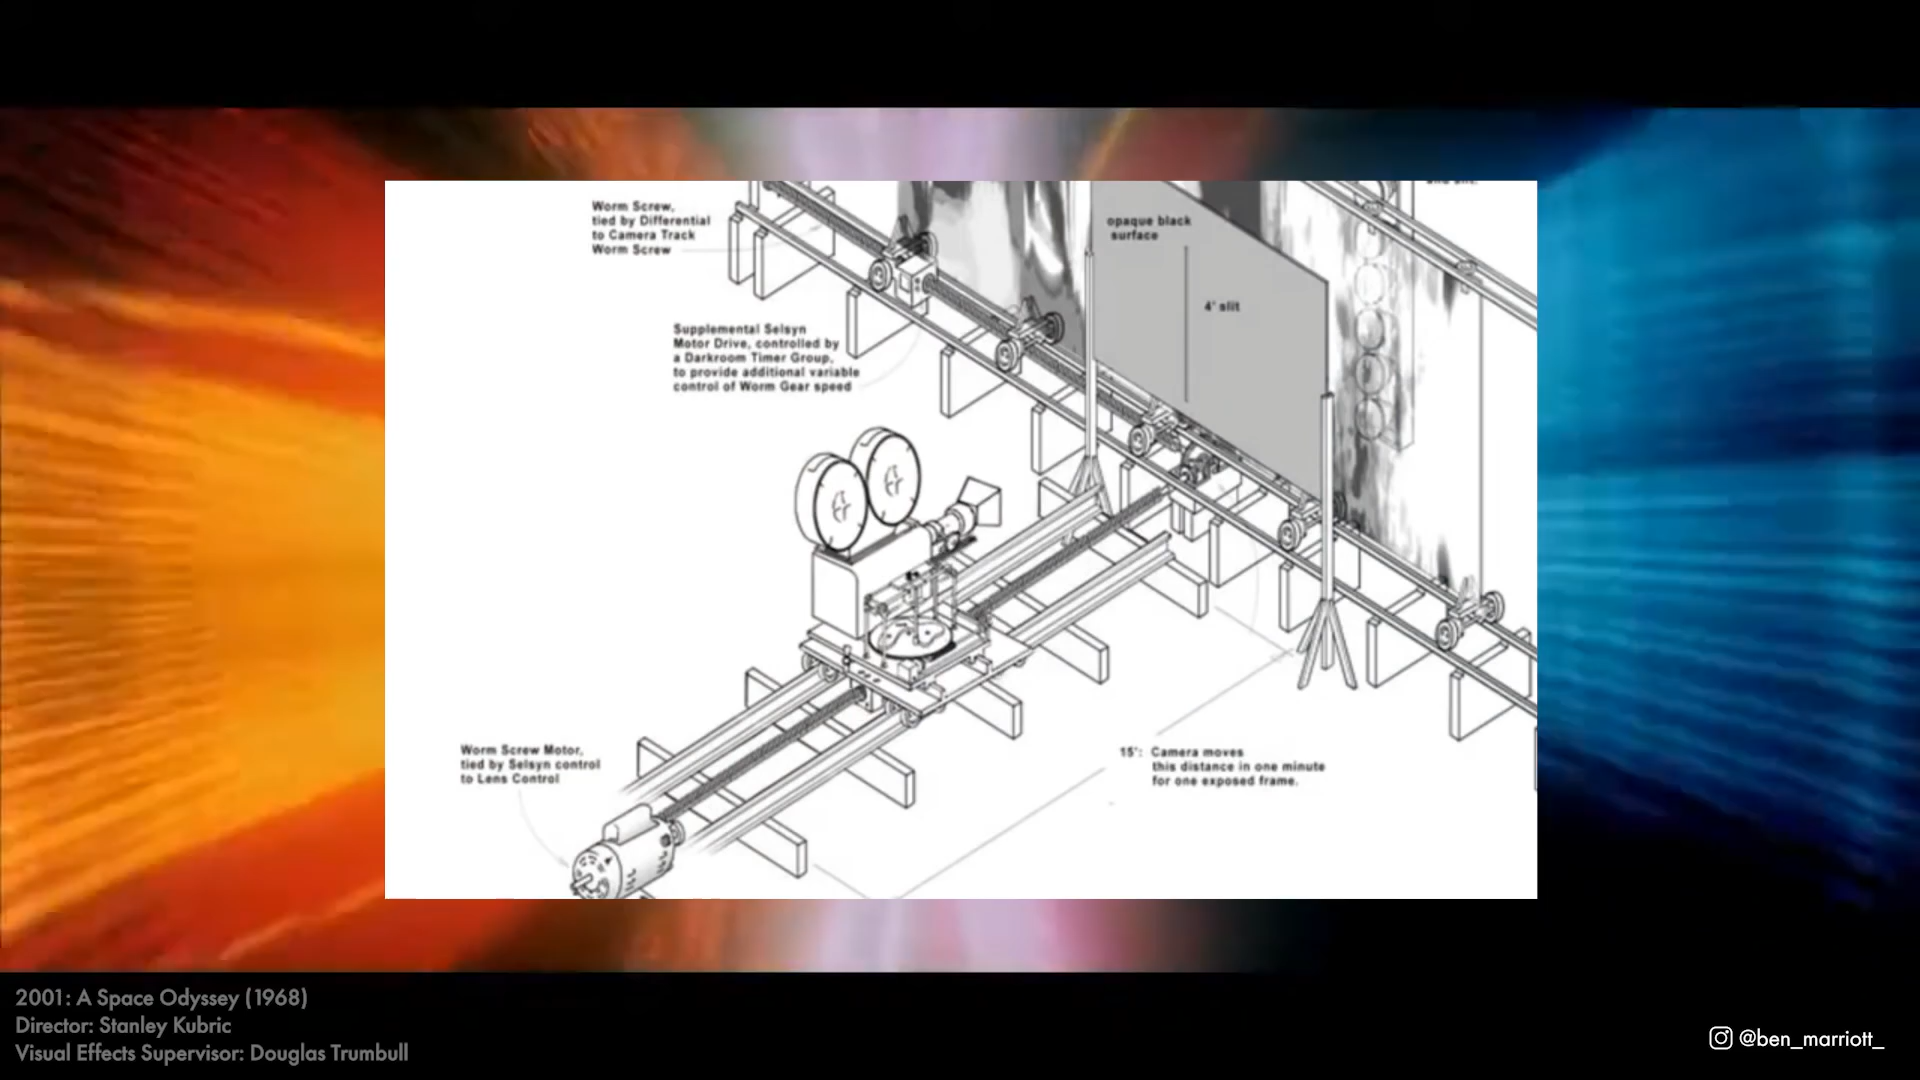 and slit.
Worm Screw,
tied by Differential
to Camera Track
Worm Screw
opaque black
surface
4' slit
Supplemental Selsyn
Motor Drive, controlled by
a Darkroom Timer Group,
to provide additional variable
control of Worm Gear speed
Worm Screw Motor,
tied by Selsyn control
to Lens Control
15': Camera moves
this distance in one minute
for one exposed frame.
2001: A Space Odyssey (1968)
Director: Stanley Kubric
Visual Effects Supervisor: Douglas Trumbull
@ben_marriott_